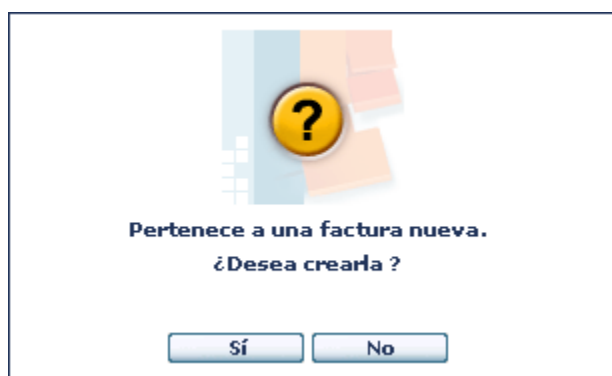 ?
Pertenece a una factura nueva.
¿Desea crearla ?
Sí No